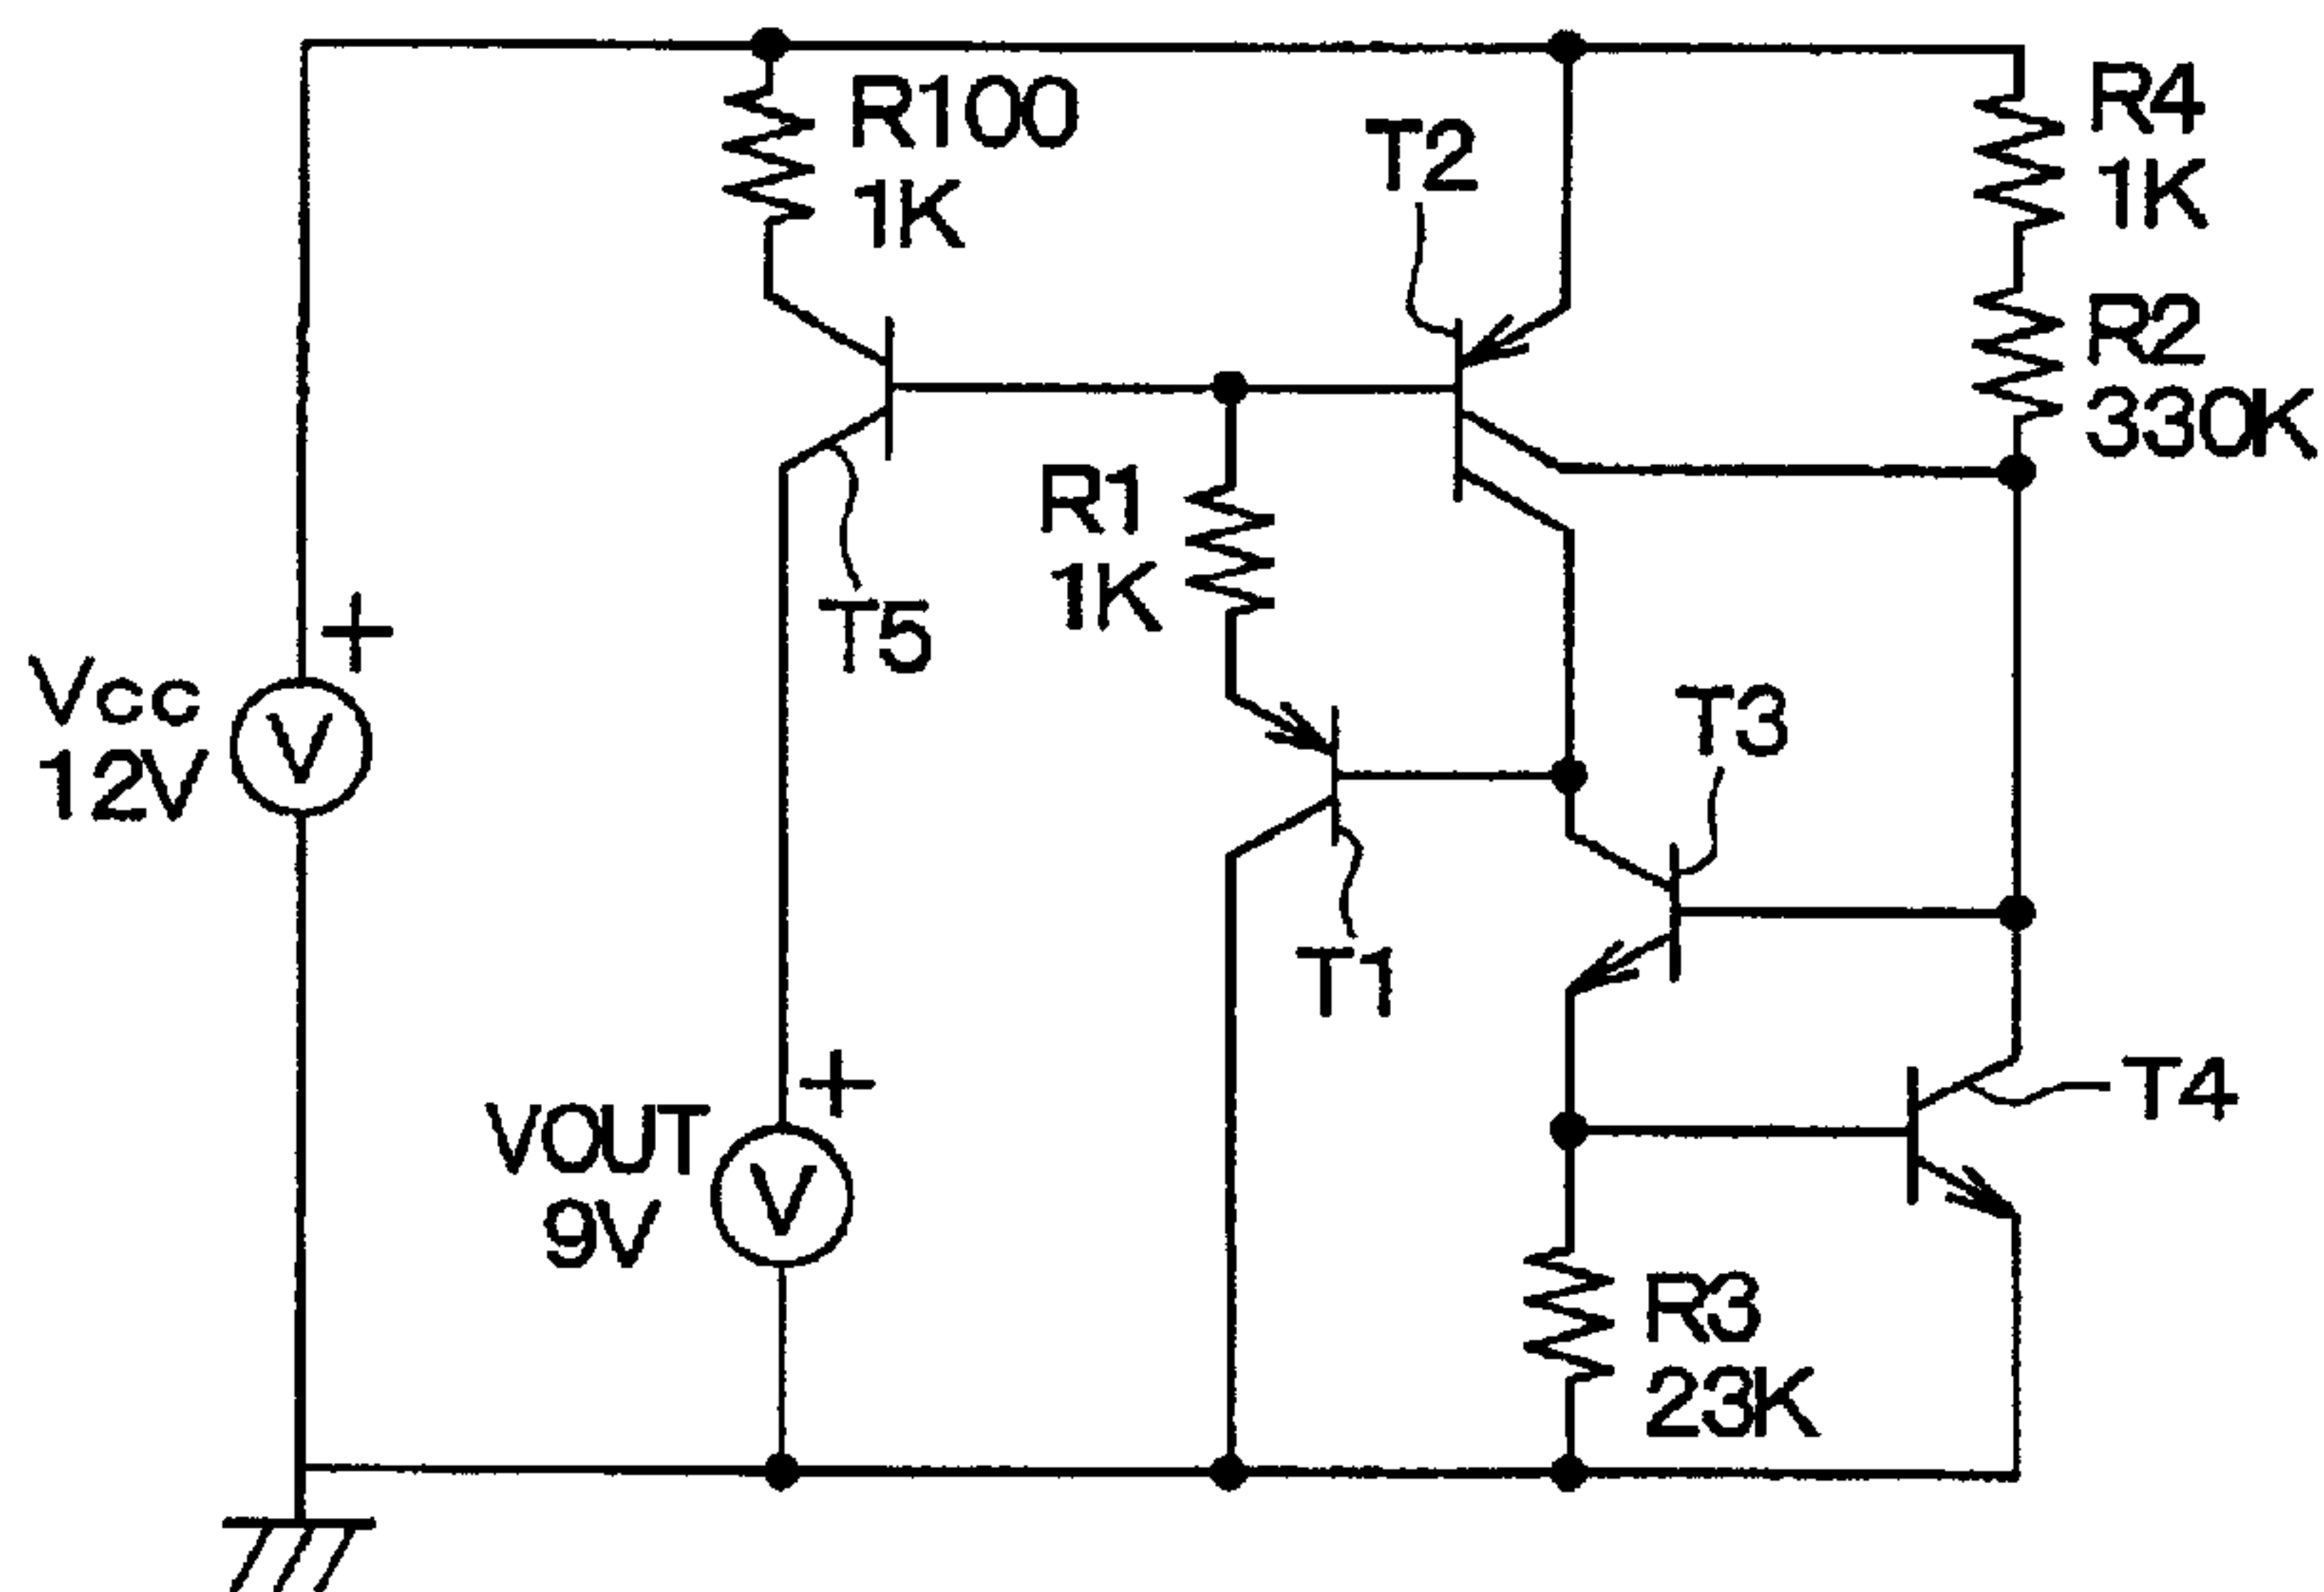 R100
1K
T2
R4
1K
R2
330K
R1
1K
T5
+
Vcc
12V
V
T3
T1
+
VOUT
9V
V
T4
R3
23K